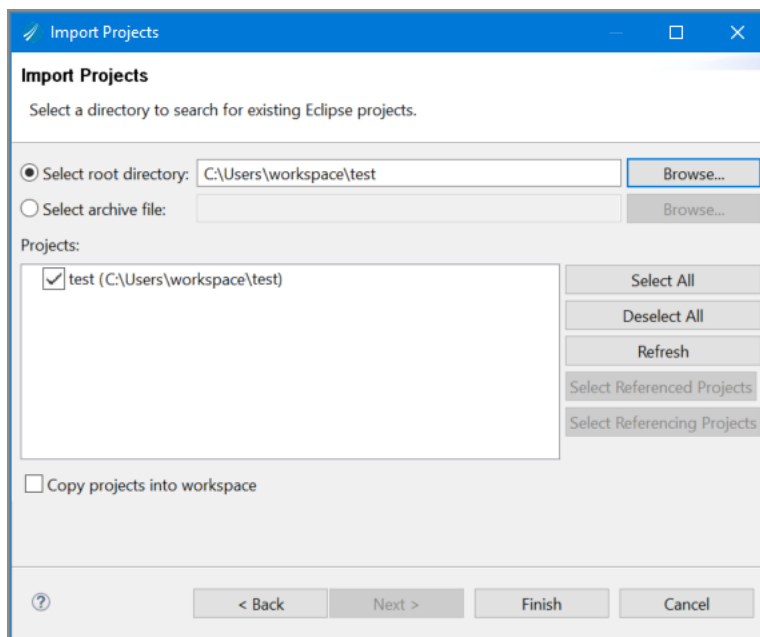 Import Projects
Import Projects
Select a directory to search for existing Eclipse projects.
Select root directory: C:\Users\workspace\test Browse...
Select archive file: Browse...
Projects:
test (C:\Users\workspace\test)
Select All
Deselect All
Refresh
Select Referenced Projects
Select Referencing Projects
Copy projects into workspace
? < Back Next > Finish Cancel